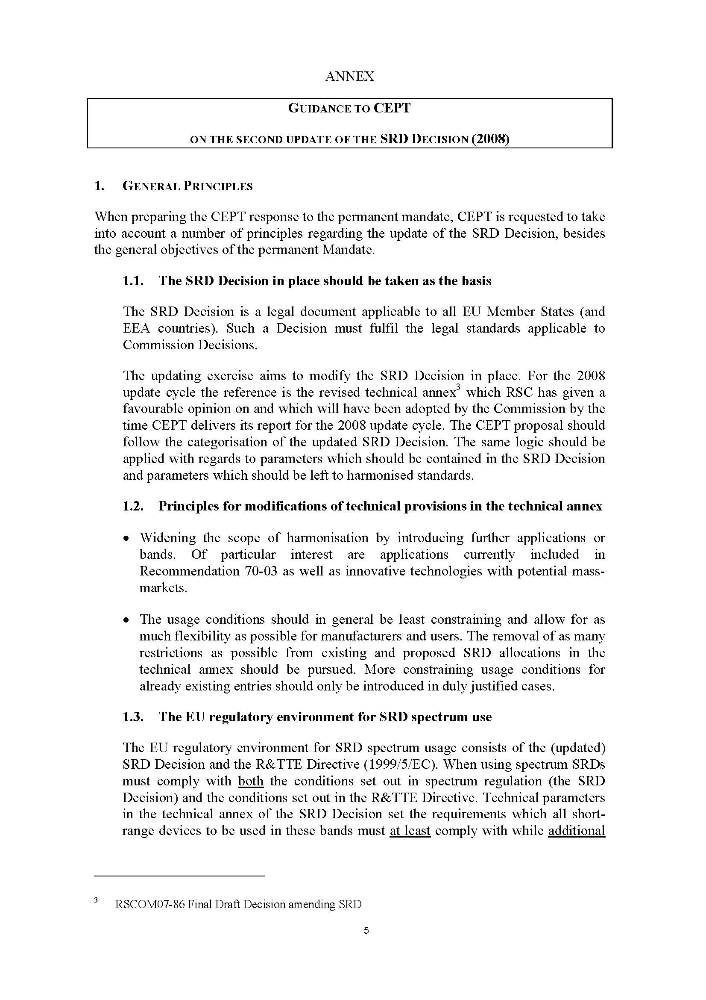 ANNEX
GUIDANCE TO CEPT
ON THE SECOND UPDATE OF THE SRD DECISION (2008)
1. GENERAL PRINCIPLES
When preparing the CEPT response to the permanent mandate, CEPT is requested to take
into account a number of principles regarding the update of the SRD Decision, besides
the general objectives of the permanent Mandate.
1.1. The SRD Decision in place should be taken as the basis
The SRD Decision is a legal document applicable to all EU Member States (and
EEA countries). Such a Decision must fulfil the legal standards applicable to
Commission Decisions.
The updating exercise aims to modify the SRD Decision in place. For the 2008
update cycle the reference is the revised technical annex3 which RSC has given a
favourable opinion on and which will have been adopted by the Commission by the
time CEPT delivers its report for the 2008 update cycle. The CEPT proposal should
follow the categorisation of the updated SRD Decision. The same logic should be
applied with regards to parameters which should be contained in the SRD Decision
and parameters which should be left to harmonised standards.
1.2. Principles for modifications of technical provisions in the technical annex
• Widening the scope of harmonisation by introducing further applications or
bands. Of particular interest are applications currently included in
Recommendation 70-03 as well as innovative technologies with potential mass-
markets.
• The usage conditions should in general be least constraining and allow for as
much flexibility as possible for manufacturers and users. The removal of as many
restrictions as possible from existing and proposed SRD allocations in the
technical annex should be pursued. More constraining usage conditions for
already existing entries should only be introduced in duly justified cases.
1.3. The EU regulatory environment for SRD spectrum use
The EU regulatory environment for SRD spectrum usage consists of the (updated)
SRD Decision and the R&TTE Directive (1999/5/EC). When using spectrum SRDs
must comply with both the conditions set out in spectrum regulation (the SRD
Decision) and the conditions set out in the R&TTE Directive. Technical parameters
in the technical annex of the SRD Decision set the requirements which all short-
range devices to be used in these bands must at least comply with while additional
3 RSCOM07-86 Final Draft Decision amending SRD
5